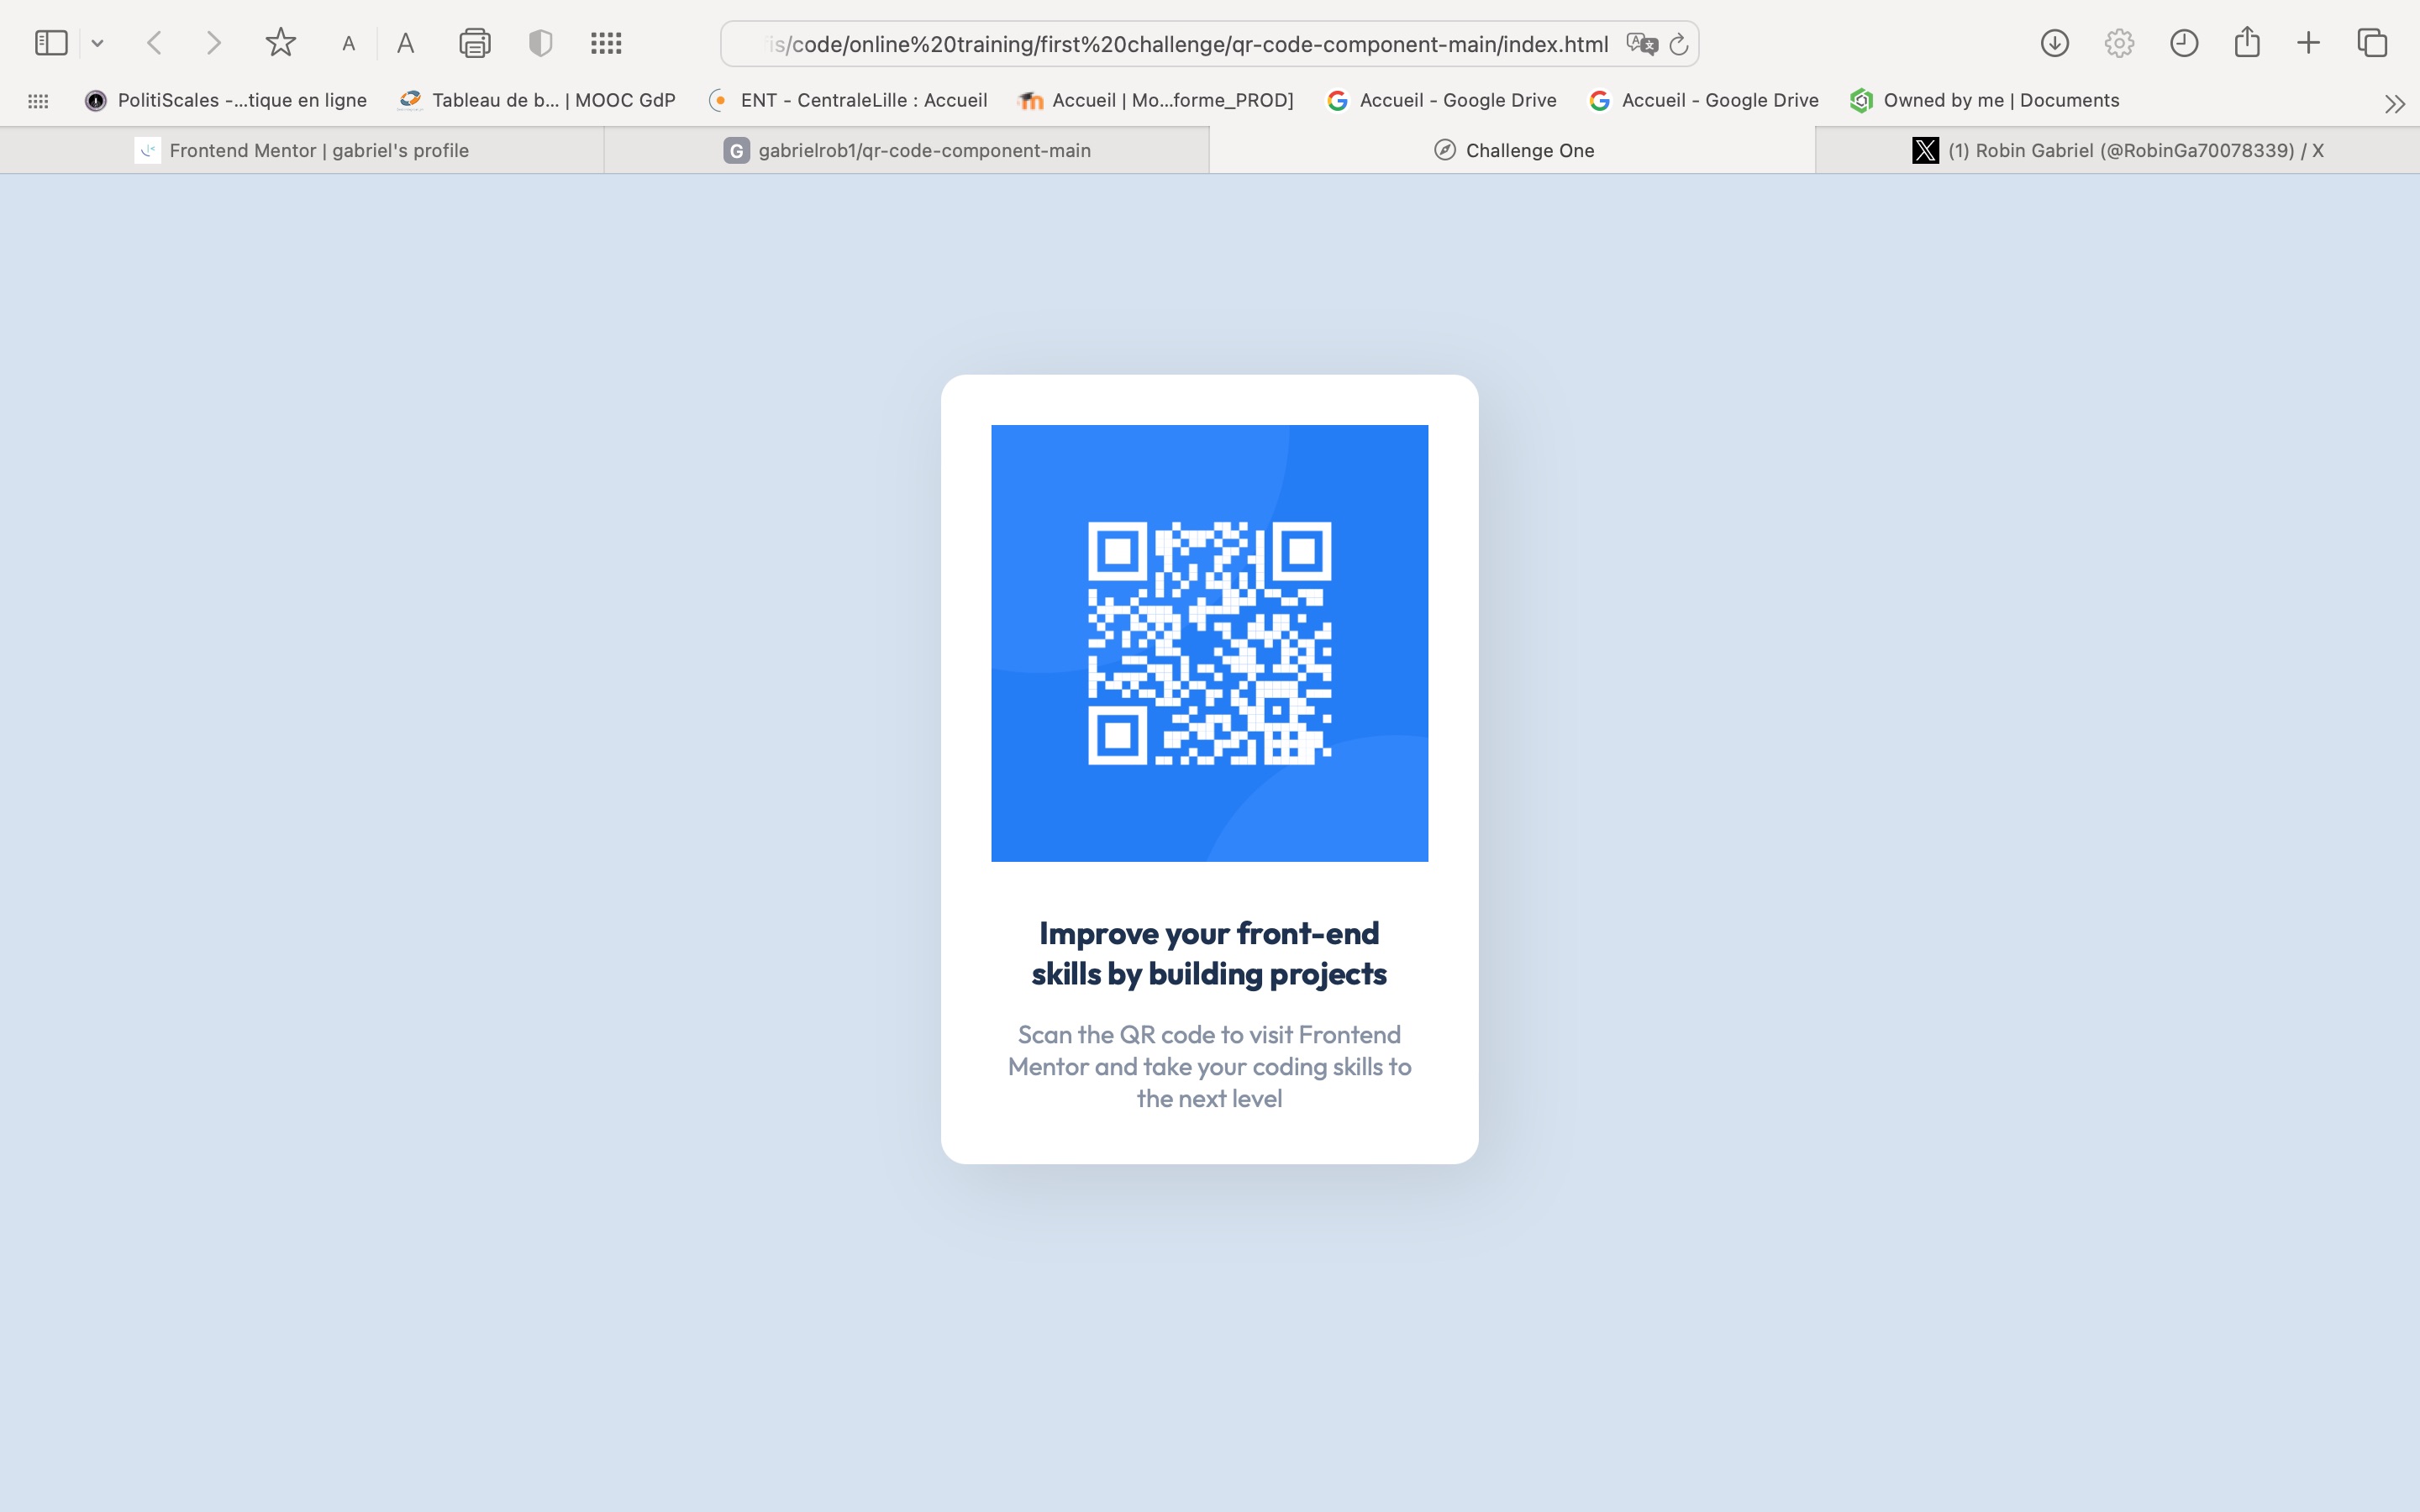 A A is/code/online%20training/first%20challenge/qr-code-component-main/index.html
PolitiScales -...tique en ligne Tableau de b... | MOOC GdP ENT - CentraleLille : Accueil Accueil | Mo...forme_PROD] Accueil - Google Drive Accueil - Google Drive Owned by me | Documents
Frontend Mentor | gabriel's profile G gabrielrob1/qr-code-component-main Challenge One (1) Robin Gabriel (@RobinGa70078339) / X
Improve your front-end
skills by building projects
Scan the QR code to visit Frontend
Mentor and take your coding skills to
the next level